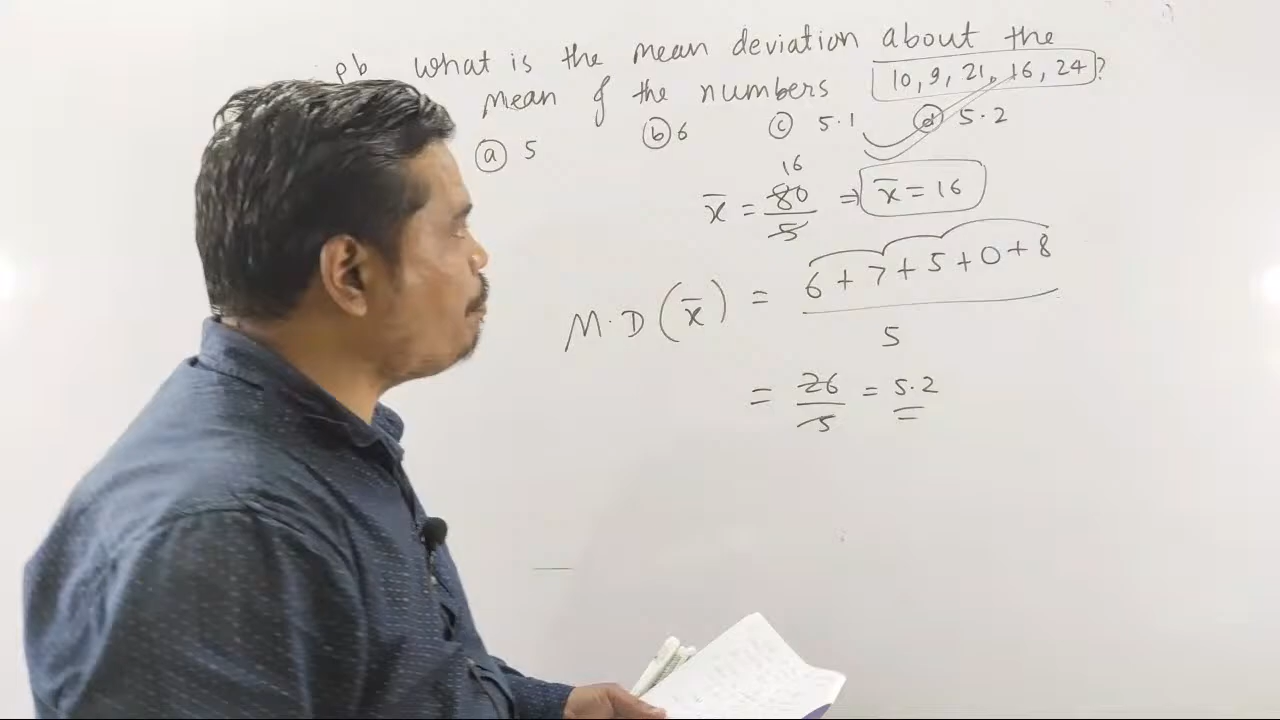 pb what is the mean deviation about the
mean of the numbers 10, 9, 21, 16, 24?
ⓐ 5 ⓑ 6 ⓒ 5.1 ⓓ 5.2
16
x̄ = 80/5 ⇒ x̄ = 16
M.D(x̄) = 6+7+5+0+8
5
= 26/5 = 5.2